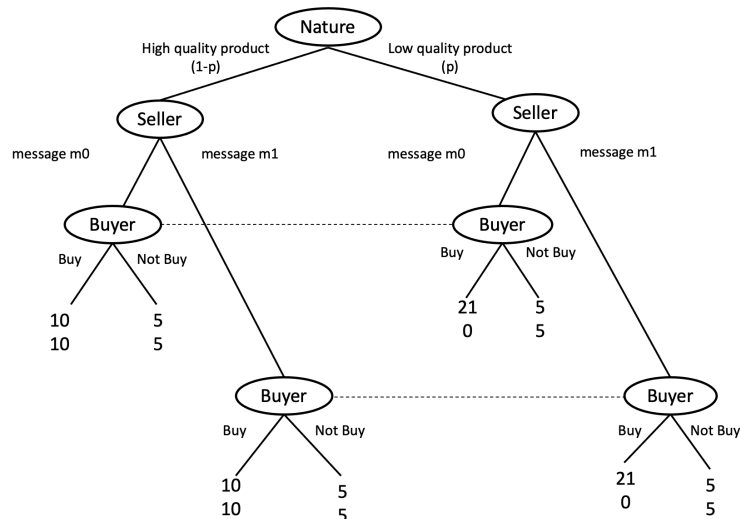 Nature
High quality product
(1-p)
Low quality product
(p)
Seller
Seller
message m0
message m1
message m0
message m1
Buyer
Buyer
Buy
Not Buy
Buy
Not Buy
10
5
21
5
10
5
0
5
Buyer
Buyer
Buy
Not Buy
Buy
Not Buy
10
5
21
5
10
5
0
5